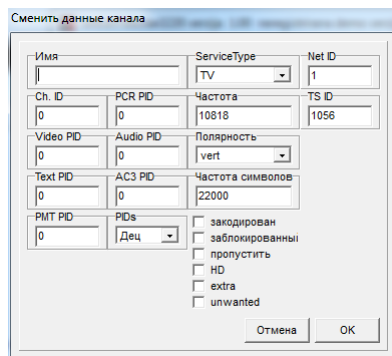 Сменить данные канала
Имя ServiceType Net ID
TV 1
Ch. ID PCR PID Частота TS ID
0 0 10818 1056
Video PID Audio PID Полярность
0 0 vert
Text PID AC3 PID Частота символов
0 0 22000
PMT PID PIDs
0 Дец
закодирован
заблокированны
пропустить
HD
extra
unwanted
Отмена OK